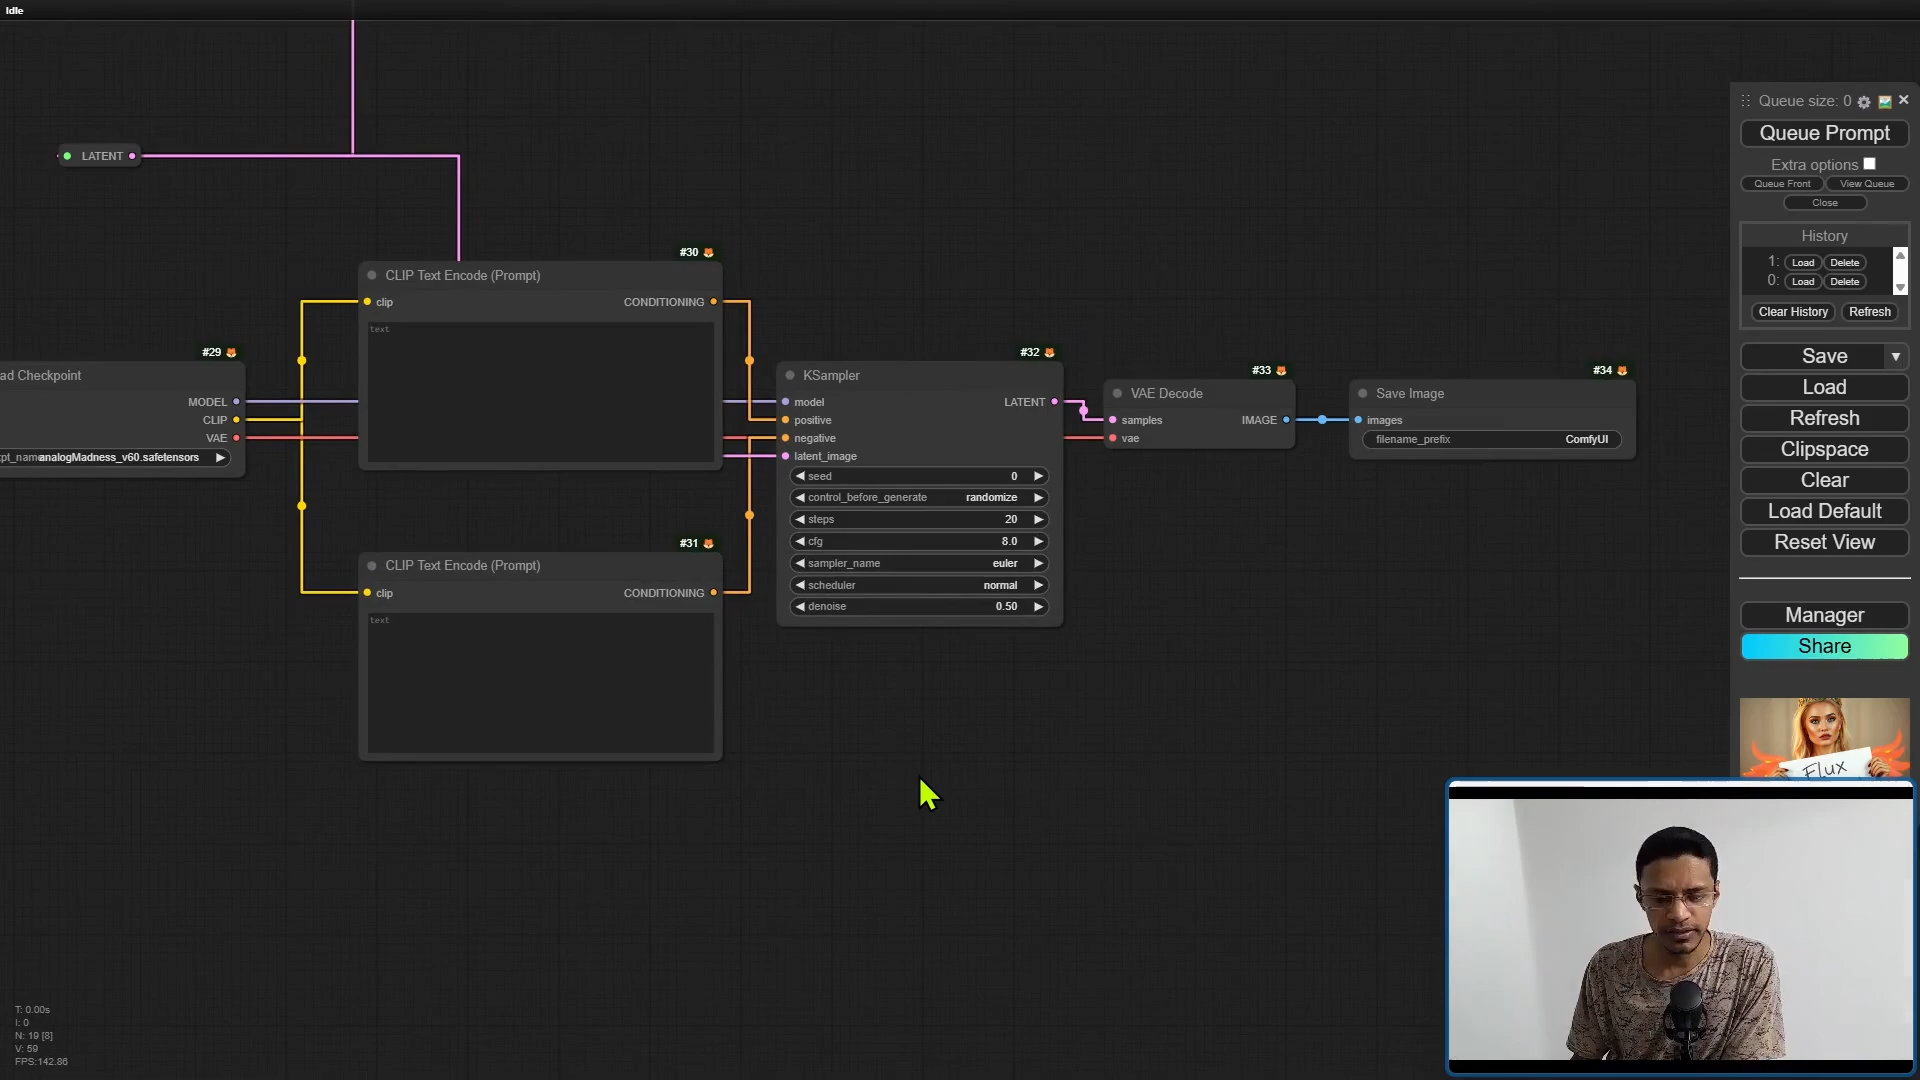 Idle
Queue size: 0
Queue Prompt
Extra options
Queue Front
View Queue
Close
History
1: Load Delete
0: Load Delete
Clear History
Refresh
Save ▼
Load
Refresh
Clipspace
Clear
Load Default
Reset View
Manager
Share
Flux
LATENT
#29
ad Checkpoint
MODEL
CLIP
VAE
pt_name
analogMadness_v60.safetensors
#30
CLIP Text Encode (Prompt)
clip
CONDITIONING
text
#31
CLIP Text Encode (Prompt)
clip
CONDITIONING
text
#32
KSampler
model
LATENT
positive
negative
latent_image
seed 0
control_before_generate randomize
steps 20
cfg 8.0
sampler_name euler
scheduler normal
denoise 0.50
#33
VAE Decode
samples
IMAGE
vae
#34
Save Image
images
filename_prefix ComfyUI
T: 0.00s
I: 0
N: 19 [8]
V: 59
FPS:142.86